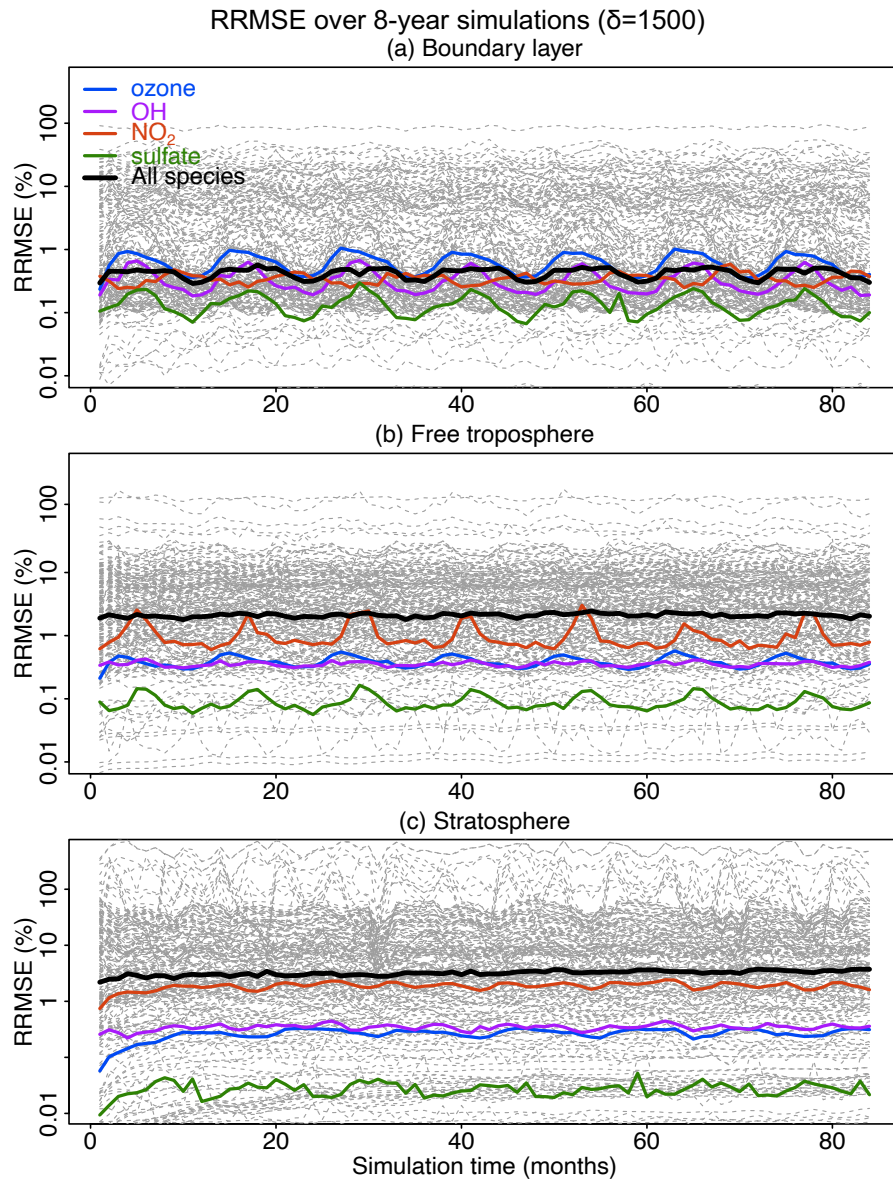 RRMSE over 8-year simulations (δ=1500)
(a) Boundary layer
ozone
OH
NO₂
sulfate
All species
RRMSE (%)
100
10
1
0.1
0.01
0 20 40 60 80
(b) Free troposphere
RRMSE (%)
100
10
1
0.1
0.01
0 20 40 60 80
(c) Stratosphere
RRMSE (%)
100
10
1
0.01
0 20 40 60 80
Simulation time (months)